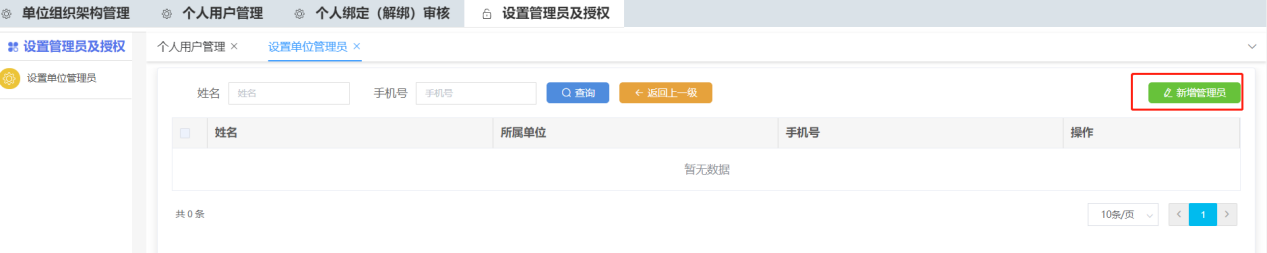 单位组织架构管理 个人用户管理 个人绑定（解绑）审核 设置管理员及授权
设置管理员及授权 个人用户管理 × 设置单位管理员 ×
设置单位管理员
姓名 姓名 手机号 手机号 查询 返回上一级 新增管理员
姓名 所属单位 手机号 操作
暂无数据
共 0 条 10条/页 1